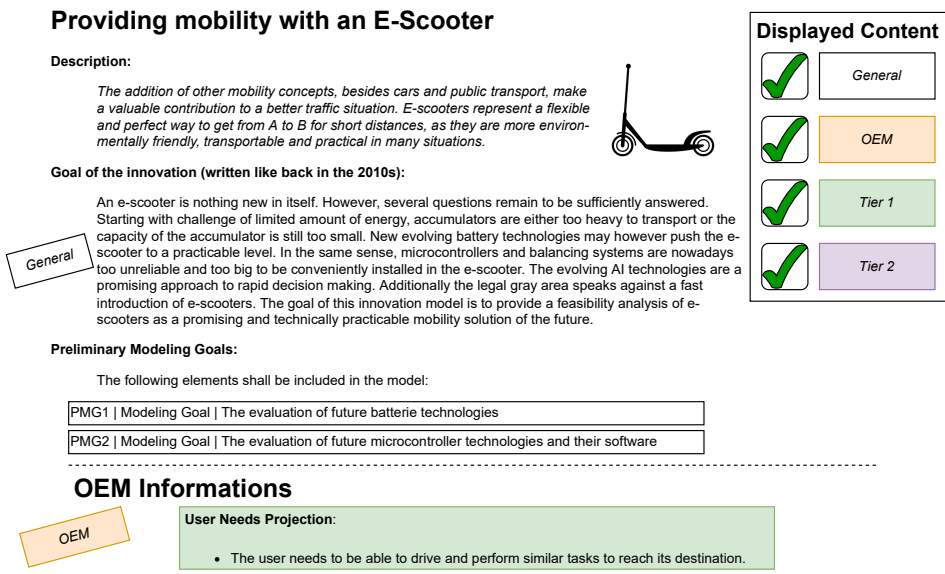 Providing mobility with an E-Scooter
Description:
The addition of other mobility concepts, besides cars and public transport, make
a valuable contribution to a better traffic situation. E-scooters represent a flexible
and perfect way to get from A to B for short distances, as they are more environ-
mentally friendly, transportable and practical in many situations.
Goal of the innovation (written like back in the 2010s):
An e-scooter is nothing new in itself. However, several questions remain to be sufficiently answered.
Starting with challenge of limited amount of energy, accumulators are either too heavy to transport or the
capacity of the accumulator is still too small. New evolving battery technologies may however push the e-
scooter to a practicable level. In the same sense, microcontrollers and balancing systems are nowadays
too unreliable and too big to be conveniently installed in the e-scooter. The evolving AI technologies are a
promising approach to rapid decision making. Additionally the legal gray area speaks against a fast
introduction of e-scooters. The goal of this innovation model is to provide a feasibility analysis of e-
scooters as a promising and technically practicable mobility solution of the future.
General
Preliminary Modeling Goals:
The following elements shall be included in the model:
PMG1 | Modeling Goal | The evaluation of future batterie technologies
PMG2 | Modeling Goal | The evaluation of future microcontroller technologies and their software
OEM Informations
OEM
User Needs Projection:
• The user needs to be able to drive and perform similar tasks to reach its destination.
Displayed Content
General
OEM
Tier 1
Tier 2